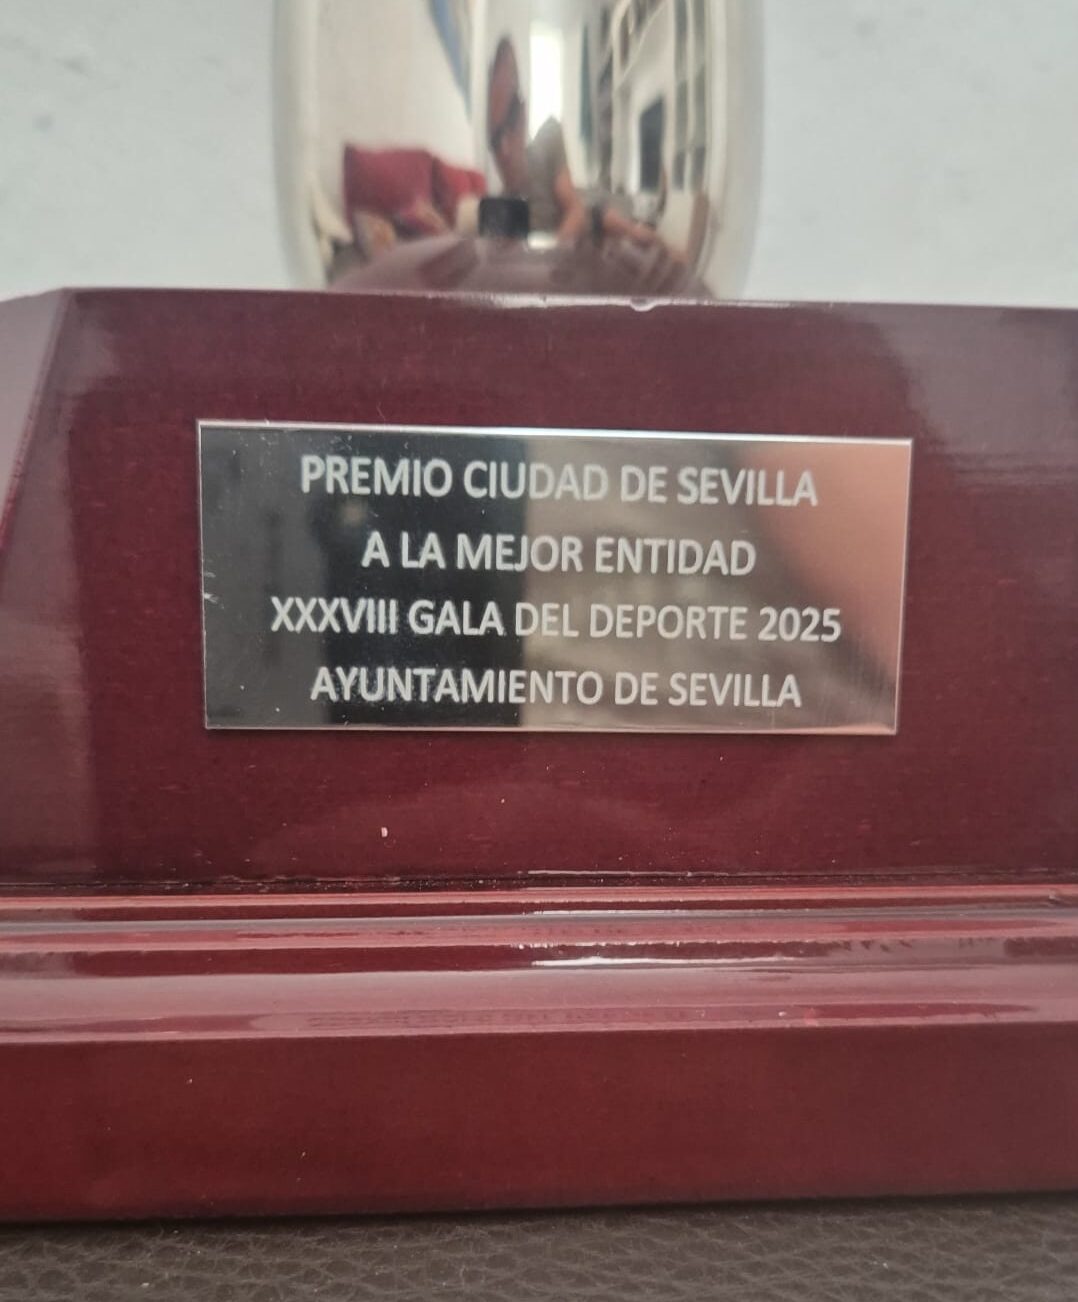 PREMIO CIUDAD DE SEVILLA
A LA MEJOR ENTIDAD
XXXVIII GALA DEL DEPORTE 2025
AYUNTAMIENTO DE SEVILLA